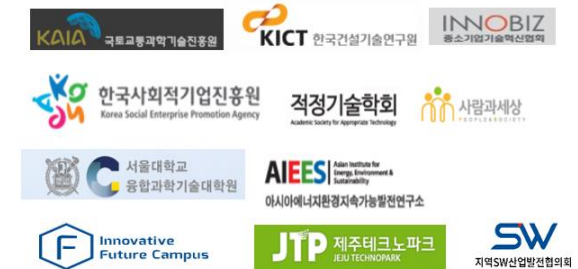 KAIA 국토교통과학기술진흥원
KICT 한국건설기술연구원
INNOBIZ
중소기업기술혁신협회
한국사회적기업진흥원
Korea Social Enterprise Promotion Agency
적정기술학회
Academic Society for Appropriate Technology
사람과세상
PEOPLE&SOCIETY
서울대학교
융합과학기술대학원
AIEES
Asian Institute for
Energy, Environment &
Sustainability
아시아에너지환경지속가능발전연구소
F
Innovative
Future Campus
JTP 제주테크노파크
JEJU TECHNOPARK
SW
지역SW산업발전협의회